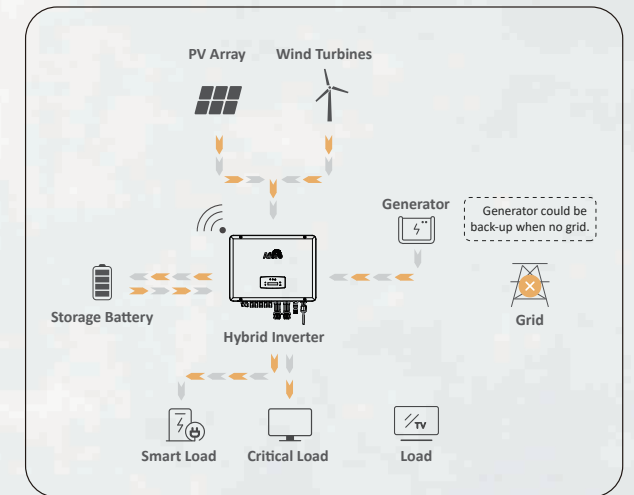 PV Array
Wind Turbines
Generator
Generator could be
back-up when no grid.
Storage Battery
Hybrid Inverter
Grid
TV
Smart Load
Critical Load
Load